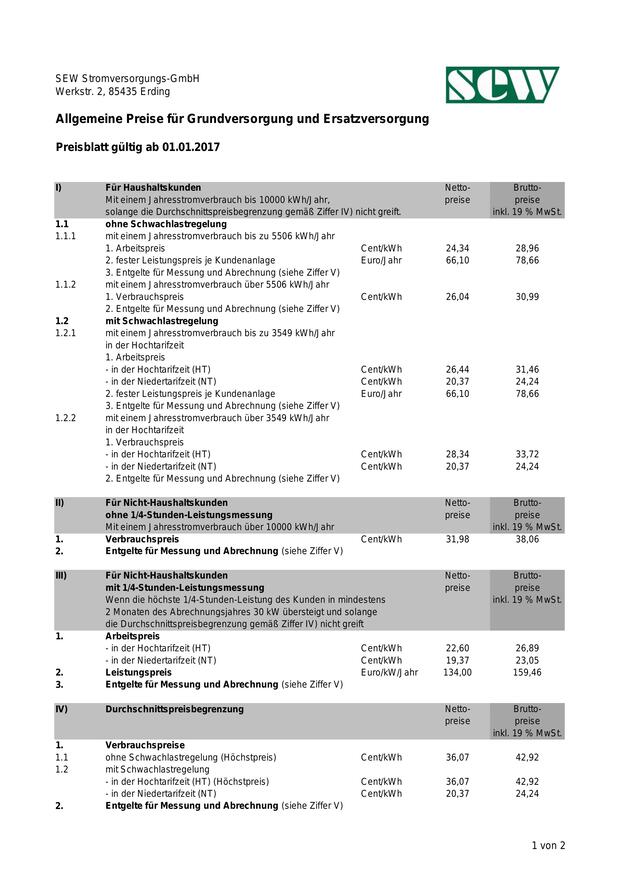 SEW Stromversorgungs-GmbH
Werkstr. 2, 85435 Erding
SEW
Allgemeine Preise für Grundversorgung und Ersatzversorgung
Preisblatt gültig ab 01.01.2017
I) Für Haushaltskunden Netto- Brutto-
Mit einem Jahresstromverbrauch bis 10000 kWh/Jahr, preise preise
solange die Durchschnittspreisbegrenzung gemäß Ziffer IV) nicht greift. inkl. 19 % MwSt.
1.1 ohne Schwachlastregelung
1.1.1 mit einem Jahresstromverbrauch bis zu 5506 kWh/Jahr
1. Arbeitspreis Cent/kWh 24,34 28,96
2. fester Leistungspreis je Kundenanlage Euro/Jahr 66,10 78,66
3. Entgelte für Messung und Abrechnung (siehe Ziffer V)
1.1.2 mit einem Jahresstromverbrauch über 5506 kWh/Jahr
1. Verbrauchspreis Cent/kWh 26,04 30,99
2. Entgelte für Messung und Abrechnung (siehe Ziffer V)
1.2 mit Schwachlastregelung
1.2.1 mit einem Jahresstromverbrauch bis zu 3549 kWh/Jahr
in der Hochtarifzeit
1. Arbeitspreis
- in der Hochtarifzeit (HT) Cent/kWh 26,44 31,46
- in der Niedertarifzeit (NT) Cent/kWh 20,37 24,24
2. fester Leistungspreis je Kundenanlage Euro/Jahr 66,10 78,66
3. Entgelte für Messung und Abrechnung (siehe Ziffer V)
1.2.2 mit einem Jahresstromverbrauch über 3549 kWh/Jahr
in der Hochtarifzeit
1. Verbrauchspreis
- in der Hochtarifzeit (HT) Cent/kWh 28,34 33,72
- in der Niedertarifzeit (NT) Cent/kWh 20,37 24,24
2. Entgelte für Messung und Abrechnung (siehe Ziffer V)
II) Für Nicht-Haushaltskunden Netto- Brutto-
ohne 1/4-Stunden-Leistungsmessung preise preise
Mit einem Jahresstromverbrauch über 10000 kWh/Jahr inkl. 19 % MwSt.
1. Verbrauchspreis Cent/kWh 31,98 38,06
2. Entgelte für Messung und Abrechnung (siehe Ziffer V)
III) Für Nicht-Haushaltskunden Netto- Brutto-
mit 1/4-Stunden-Leistungsmessung preise preise
Wenn die höchste 1/4-Stunden-Leistung des Kunden in mindestens inkl. 19 % MwSt.
2 Monaten des Abrechnungsjahres 30 kW übersteigt und solange
die Durchschnittspreisbegrenzung gemäß Ziffer IV) nicht greift
1. Arbeitspreis
- in der Hochtarifzeit (HT) Cent/kWh 22,60 26,89
- in der Niedertarifzeit (NT) Cent/kWh 19,37 23,05
2. Leistungspreis Euro/kW/Jahr 134,00 159,46
3. Entgelte für Messung und Abrechnung (siehe Ziffer V)
IV) Durchschnittspreisbegrenzung Netto- Brutto-
preise preise
inkl. 19 % MwSt.
1. Verbrauchspreise
1.1 ohne Schwachlastregelung (Höchstpreis) Cent/kWh 36,07 42,92
1.2 mit Schwachlastregelung
- in der Hochtarifzeit (HT) (Höchstpreis) Cent/kWh 36,07 42,92
- in der Niedertarifzeit (NT) Cent/kWh 20,37 24,24
2. Entgelte für Messung und Abrechnung (siehe Ziffer V)
1 von 2